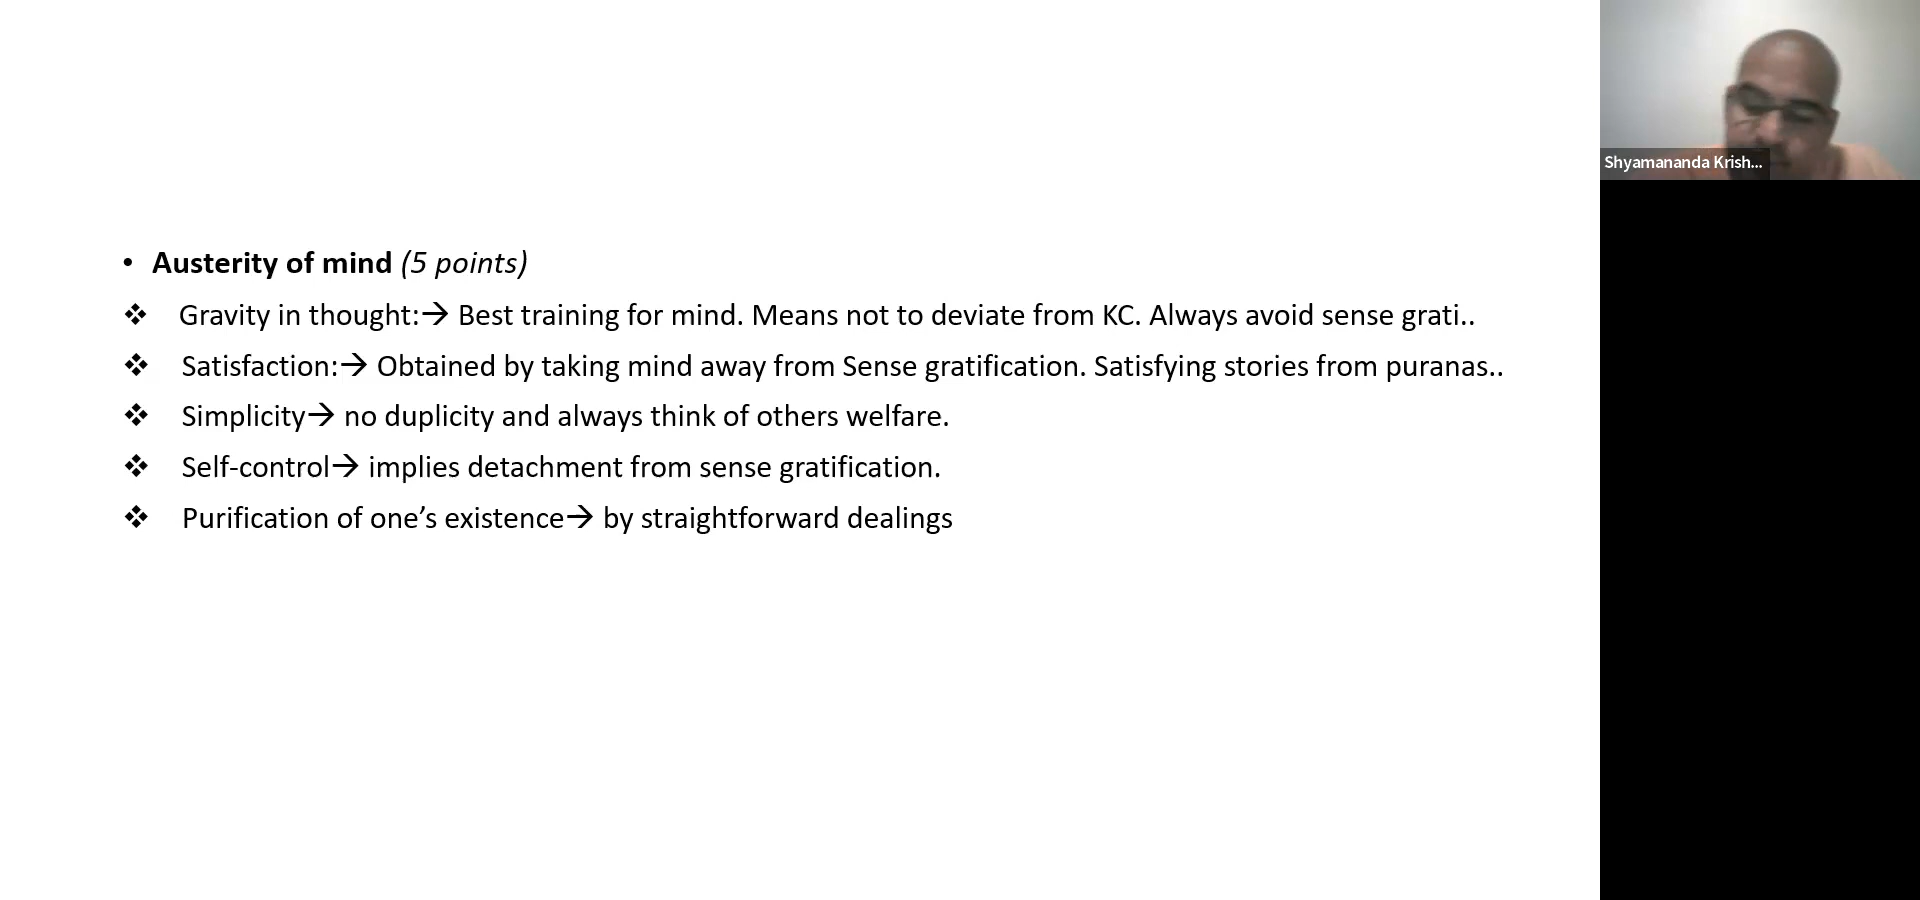 • Austerity of mind (5 points)
❖ Gravity in thought:→ Best training for mind. Means not to deviate from KC. Always avoid sense grati..
❖ Satisfaction:→ Obtained by taking mind away from Sense gratification. Satisfying stories from puranas..
❖ Simplicity→ no duplicity and always think of others welfare.
❖ Self-control→ implies detachment from sense gratification.
❖ Purification of one’s existence→ by straightforward dealings
Shyamananda Krish...